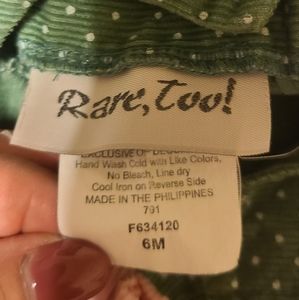 Rare, Too!
EXCLUSIVE OF
Hand Wash Cold with Like Colors,
No Bleach, Line dry
Cool Iron on Reverse Side
MADE IN THE PHILIPPINES
791
F634120
6M